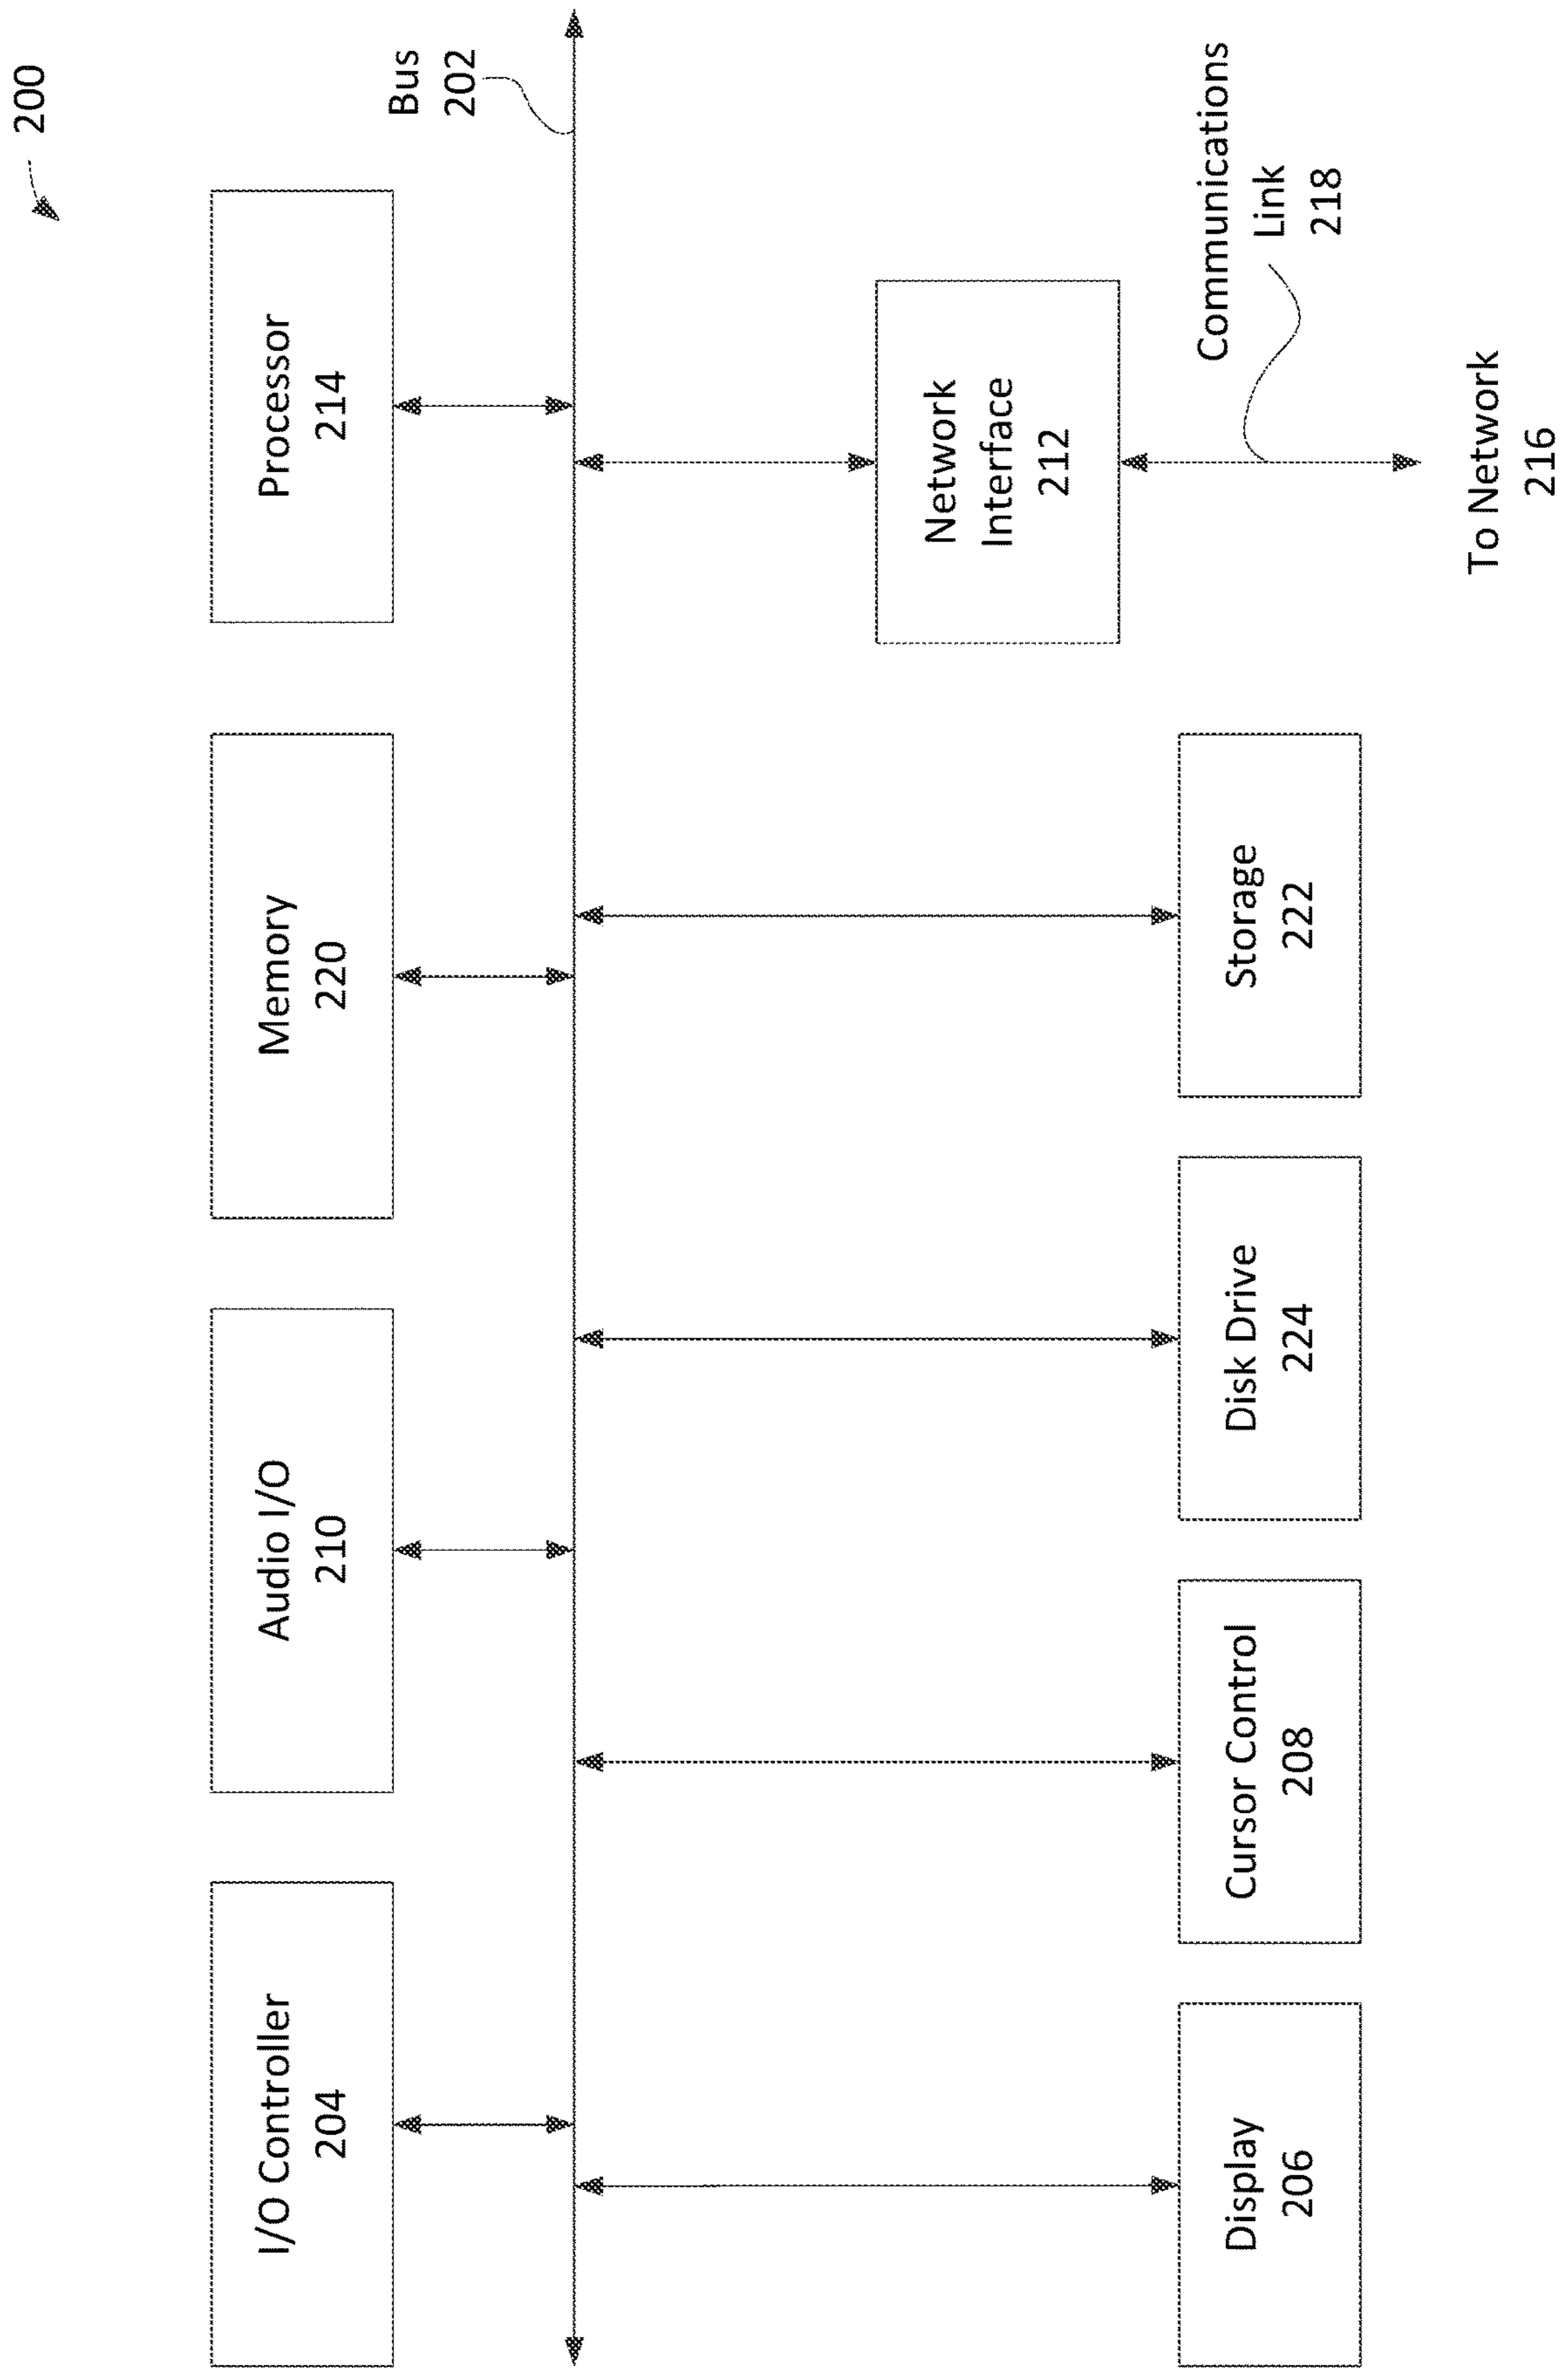 200
I/O Controller
204
Audio I/O
210
Memory
220
Processor
214
Bus
202
Network
Interface
212
Display
206
Cursor Control
208
Disk Drive
224
Storage
222
Communications
Link
218
To Network
216